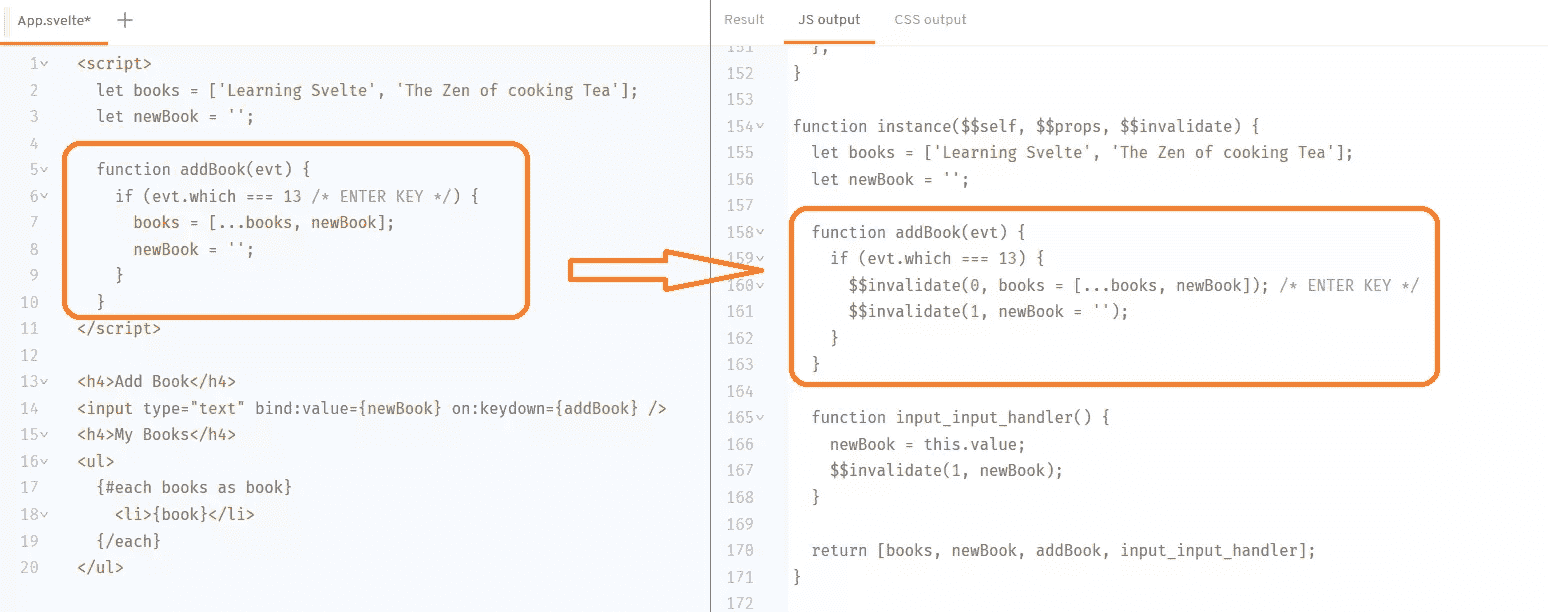 App.svelte* +
1 <script>
2 let books = ['Learning Svelte', 'The Zen of cooking Tea'];
3 let newBook = '';
4
5 function addBook(evt) {
6 if (evt.which === 13 /* ENTER KEY */) {
7 books = [...books, newBook];
8 newBook = '';
9 }
10 }
11 </script>
12
13 <h4>Add Book</h4>
14 <input type="text" bind:value={newBook} on:keydown={addBook} />
15 <h4>My Books</h4>
16 <ul>
17 {#each books as book}
18 <li>{book}</li>
19 {/each}
20 </ul>
Result JS output CSS output
151 },
152 }
153
154 function instance($$self, $$props, $$invalidate) {
155 let books = ['Learning Svelte', 'The Zen of cooking Tea'];
156 let newBook = '';
157
158 function addBook(evt) {
159 if (evt.which === 13) {
160 $$invalidate(0, books = [...books, newBook]); /* ENTER KEY */
161 $$invalidate(1, newBook = '');
162 }
163 }
164
165 function input_input_handler() {
166 newBook = this.value;
167 $$invalidate(1, newBook);
168 }
169
170 return [books, newBook, addBook, input_input_handler];
171 }
172